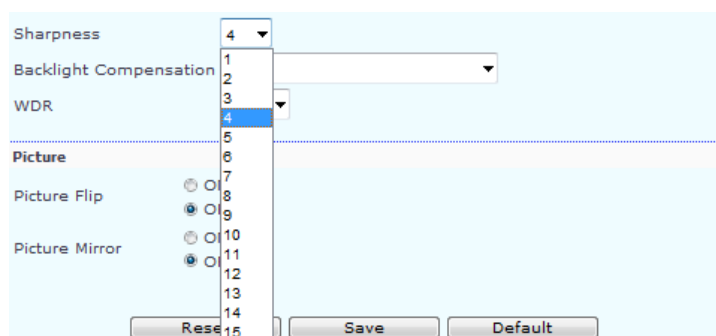 Sharpness 4
Backlight Compensation
WDR
1
2
3
4
5
6
7
8
9
10
11
12
13
14
15
Picture
Picture Flip
Picture Mirror
Save Default